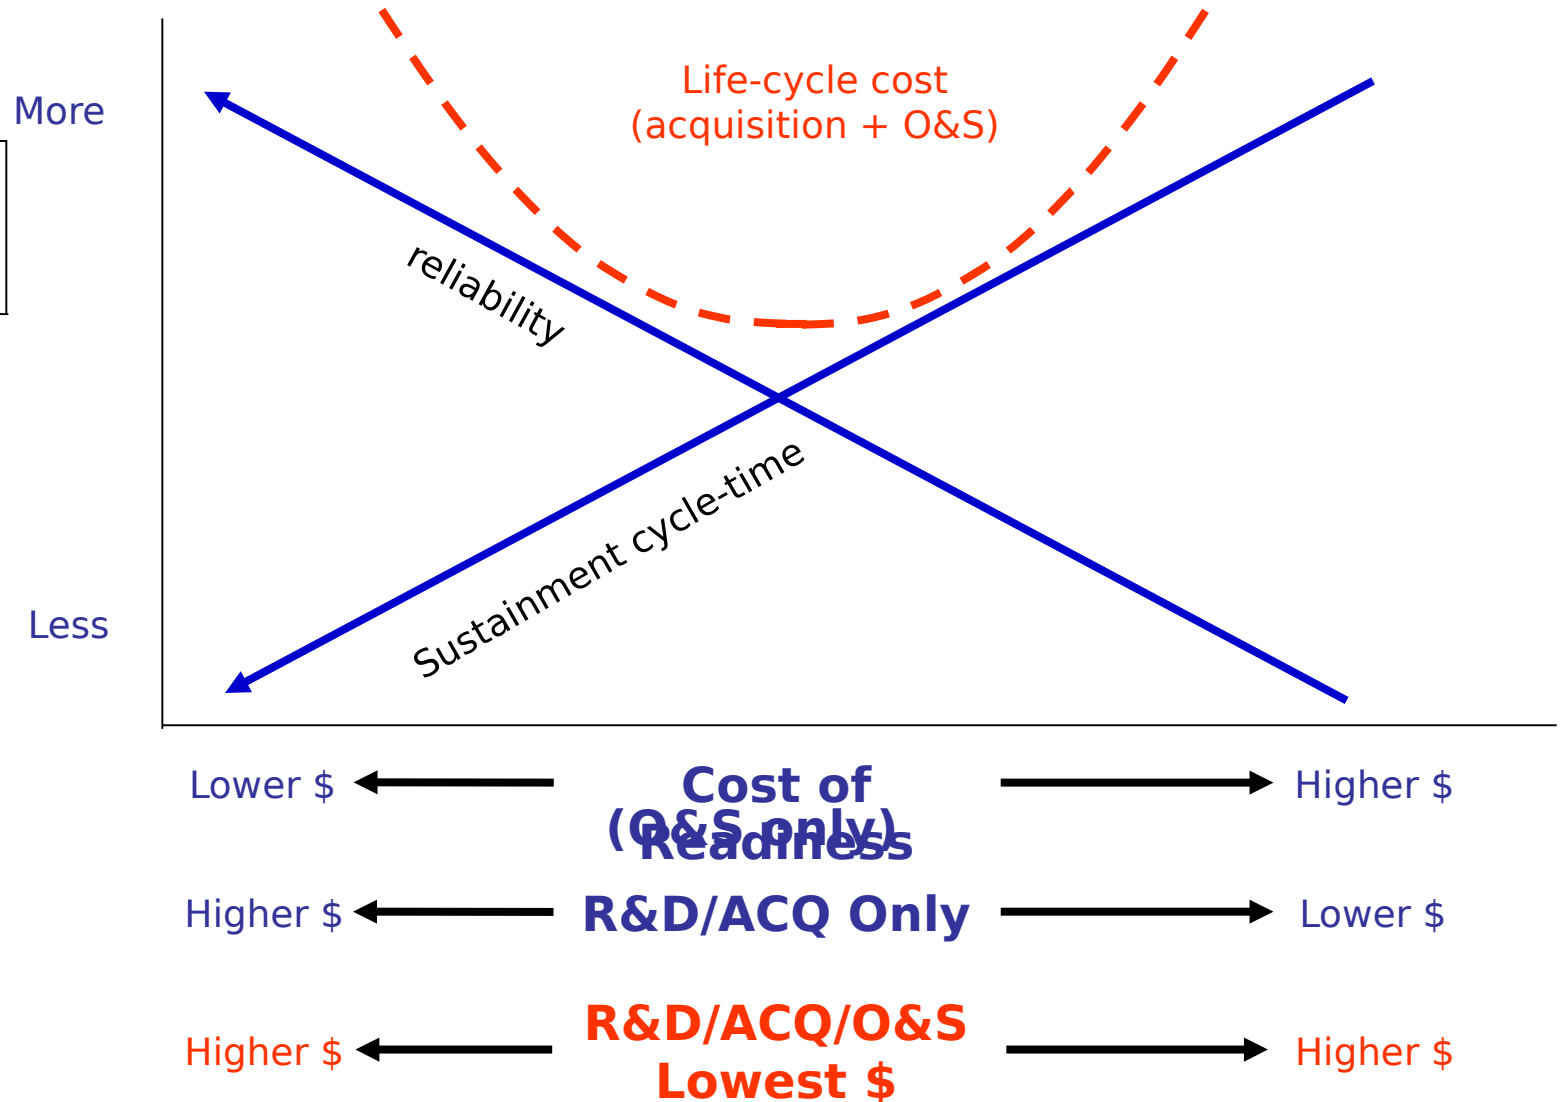 Life-cycle cost
(acquisition + O&S)
More
reliability
Sustainment cycle-time
Less
Lower $
Cost of
Readiness
(O&S only)
Higher $
Higher $
R&D/ACQ Only
Lower $
Higher $
R&D/ACQ/O&S
Lowest $
Higher $